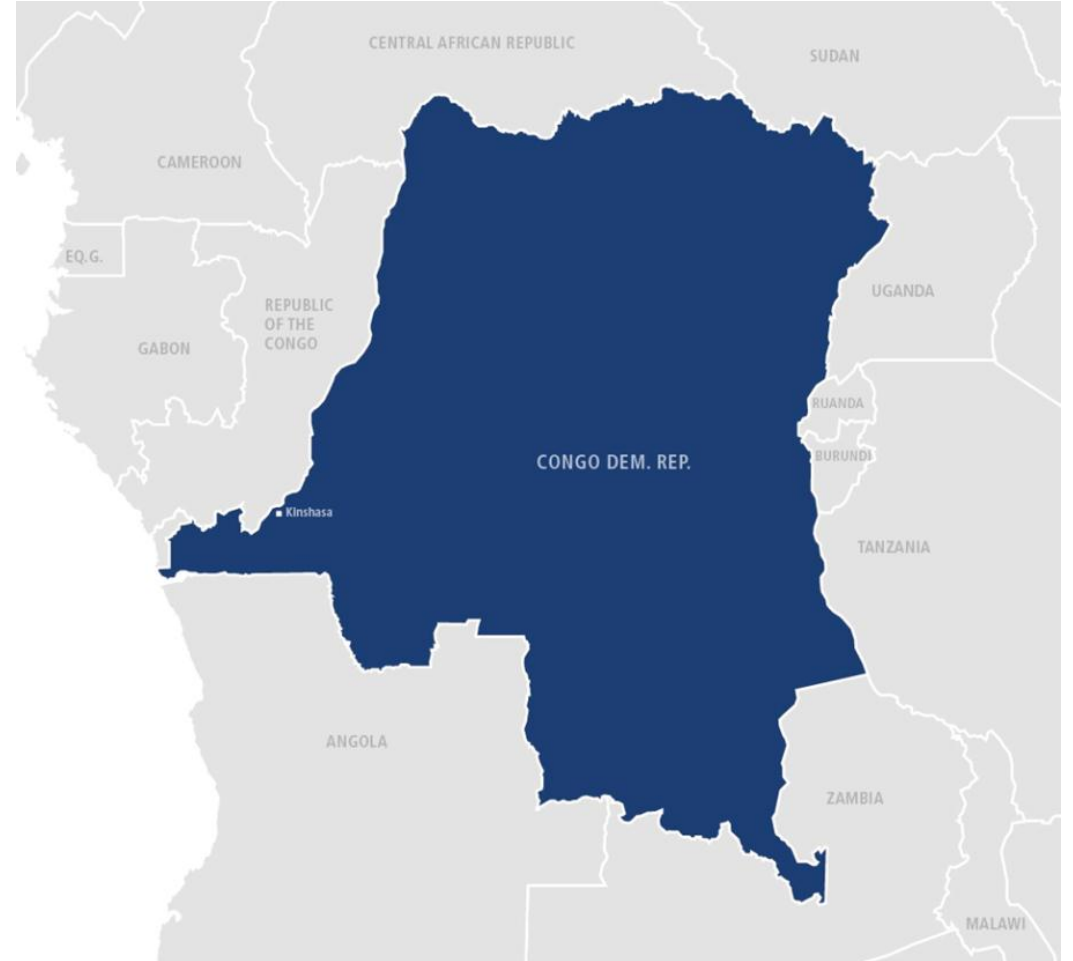 CENTRAL AFRICAN REPUBLIC
SUDAN
CAMEROON
EQ.G.
UGANDA
REPUBLIC
OF THE
CONGO
GABON
RUANDA
BURUNDI
CONGO DEM. REP.
Kinshasa
TANZANIA
ANGOLA
ZAMBIA
MALAWI